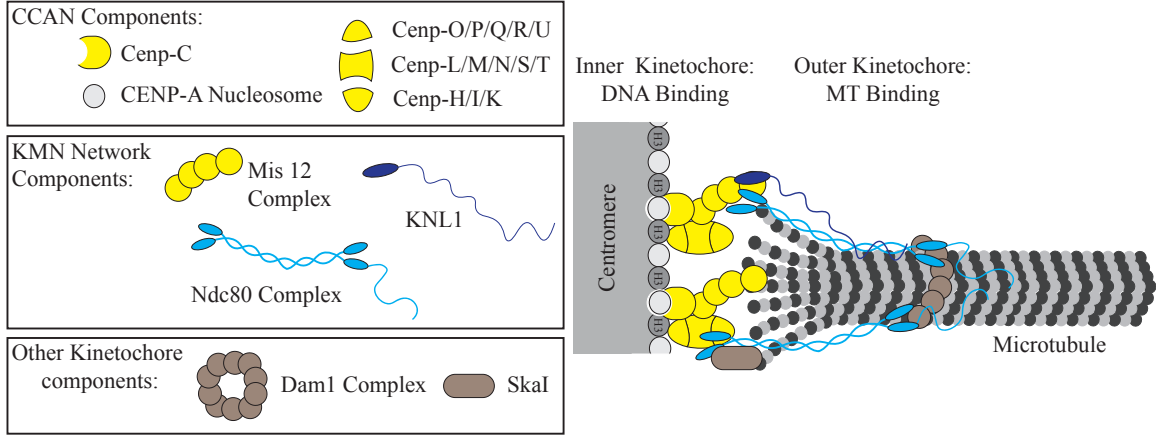 CCAN Components:
Cenp-C
CENP-A Nucleosome
Cenp-O/P/Q/R/U
Cenp-L/M/N/S/T
Cenp-H/I/K
KMN Network
Components:
Mis 12
Complex
KNL1
Ndc80 Complex
Other Kinetochore
components:
Dam1 Complex
SkaI
Inner Kinetochore:
DNA Binding
Outer Kinetochore:
MT Binding
Centromere
H3
H3
H3
H3
H3
Microtubule